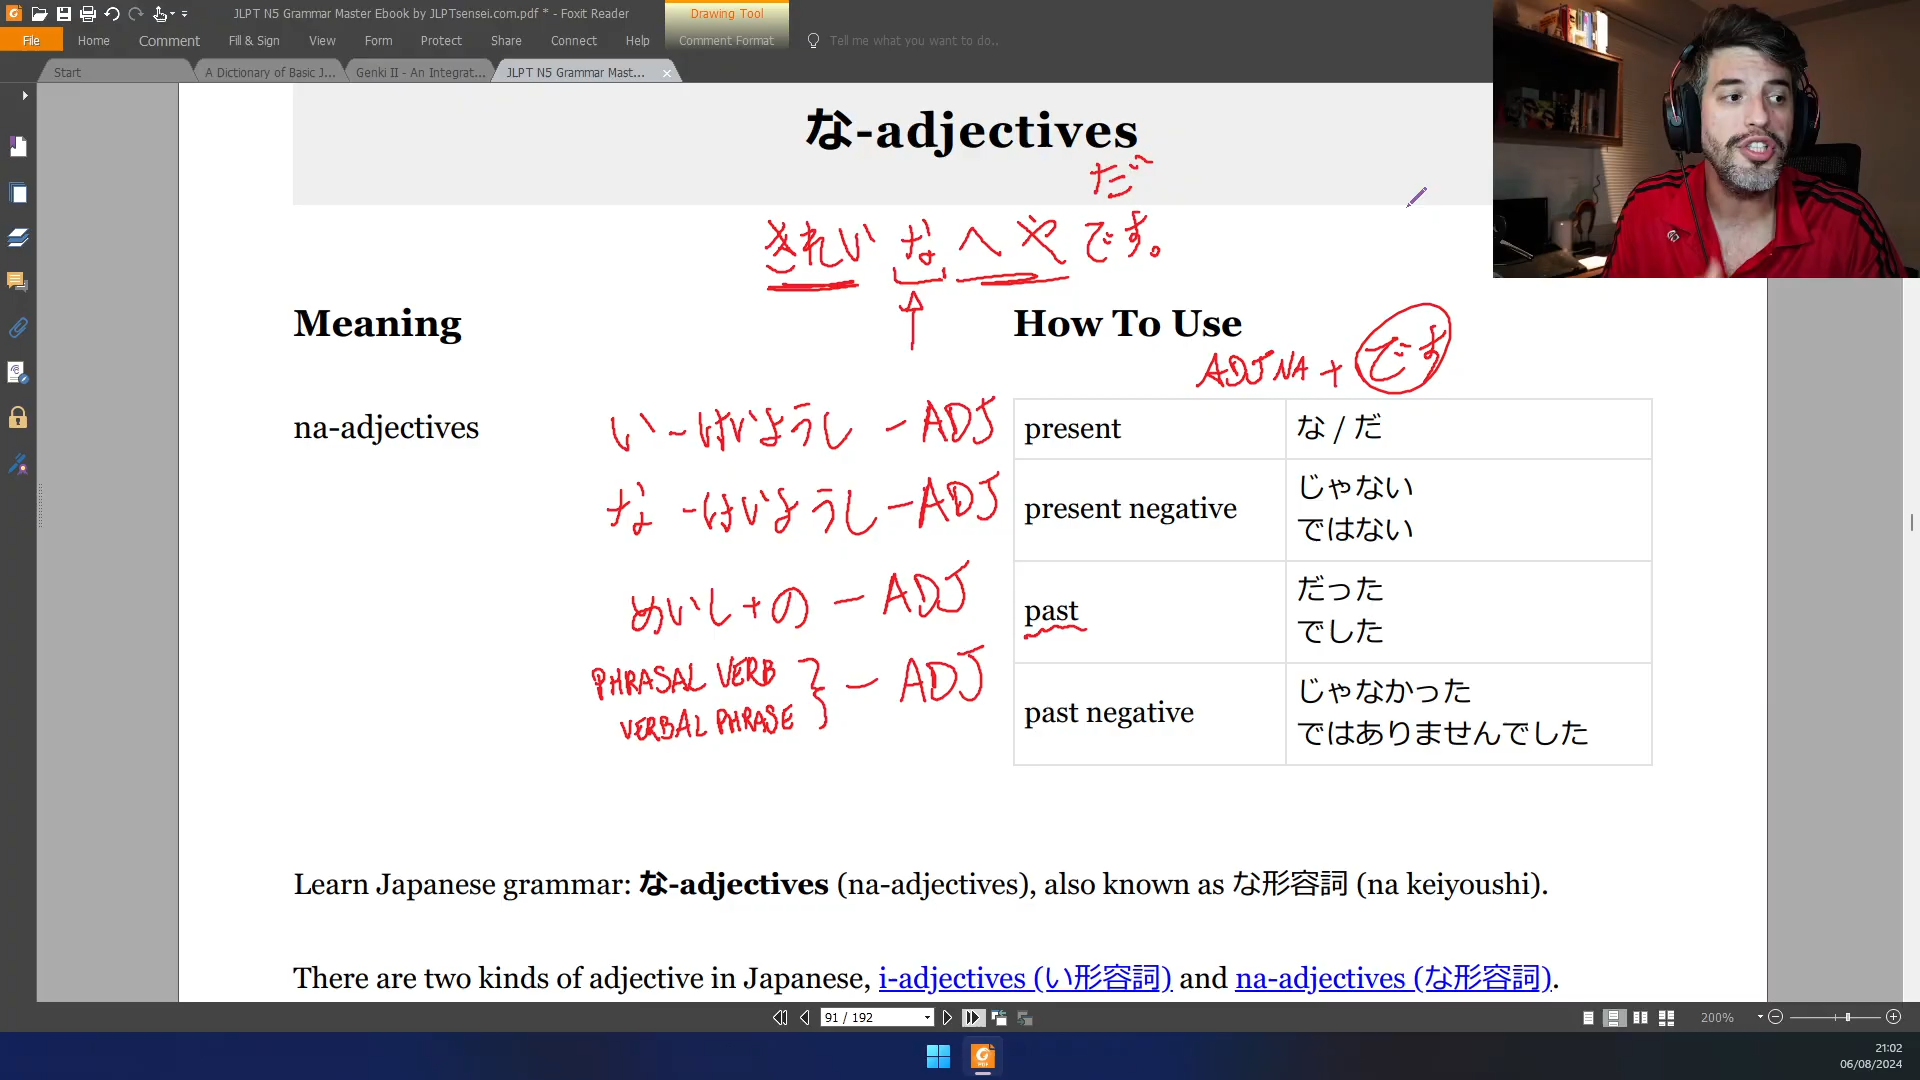 JLPT N5 Grammar Master Ebook by JLPTsensei.com.pdf * - Foxit Reader
Drawing Tool
File Home Comment Fill & Sign View Form Protect Share Connect Help Comment Format Tell me what you want to do..
Start A Dictionary of Basic J... Genki II - An Integrat... JLPT N5 Grammar Mast...
な-adjectives
だ
きれい な へや です。
Meaning
How To Use
ADJ NA + です
na-adjectives
い-けいようし - ADJ
な-けいようし - ADJ
めいし + の - ADJ
PHRASAL VERB
VERBAL PHRASE
- ADJ
present な / だ
present negative じゃない
ではない
past だった
でした
past negative じゃなかった
ではありませんでした
Learn Japanese grammar: な-adjectives (na-adjectives), also known as な形容詞 (na keiyoushi).
There are two kinds of adjective in Japanese, i-adjectives (い形容詞) and na-adjectives (な形容詞).
91 / 192
200%
21:02
06/08/2024